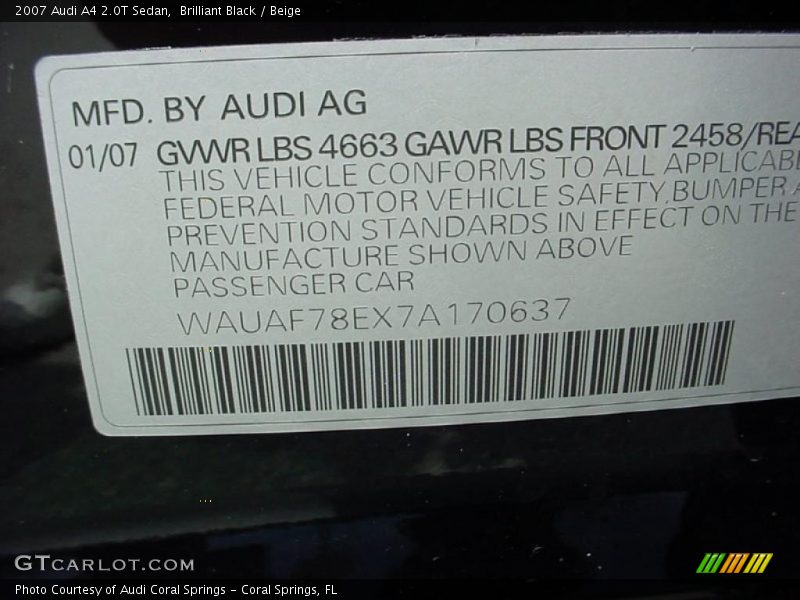 2007 Audi A4 2.0T Sedan, Brilliant Black / Beige
MFD. BY AUDI AG
01/07 GVWR LBS 4663 GAWR LBS FRONT 2458/REA
THIS VEHICLE CONFORMS TO ALL APPLICABL
FEDERAL MOTOR VEHICLE SAFETY, BUMPER A
PREVENTION STANDARDS IN EFFECT ON THE
MANUFACTURE SHOWN ABOVE
PASSENGER CAR
WAUAF78EX7A170637
GTCARLOT.COM
Photo Courtesy of Audi Coral Springs - Coral Springs, FL